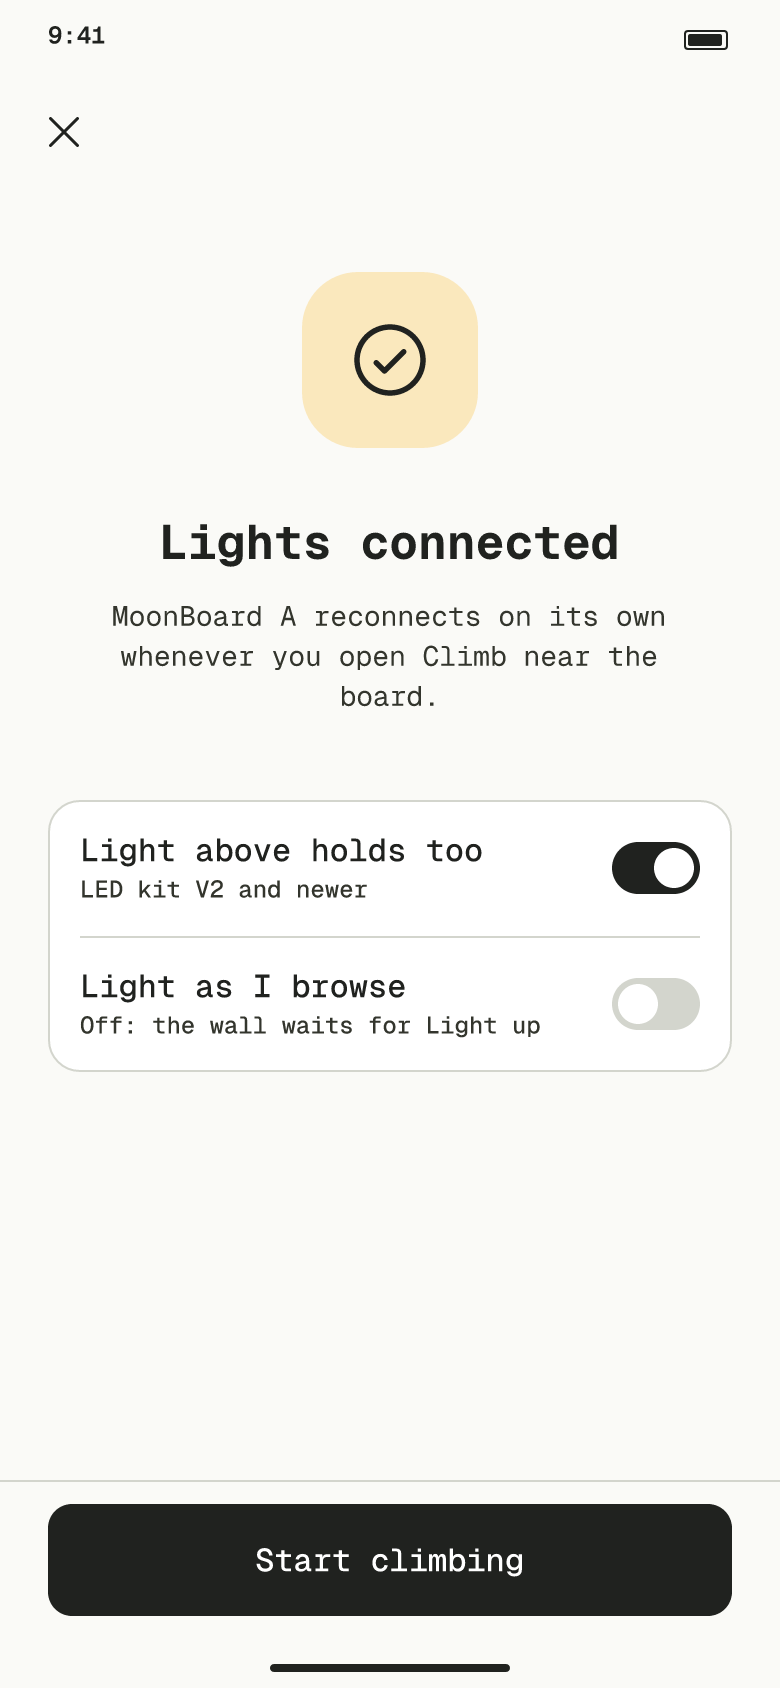 9:41
Lights connected
MoonBoard A reconnects on its own
whenever you open Climb near the
board.
Light above holds too
LED kit V2 and newer
Light as I browse
Off: the wall waits for Light up
Start climbing